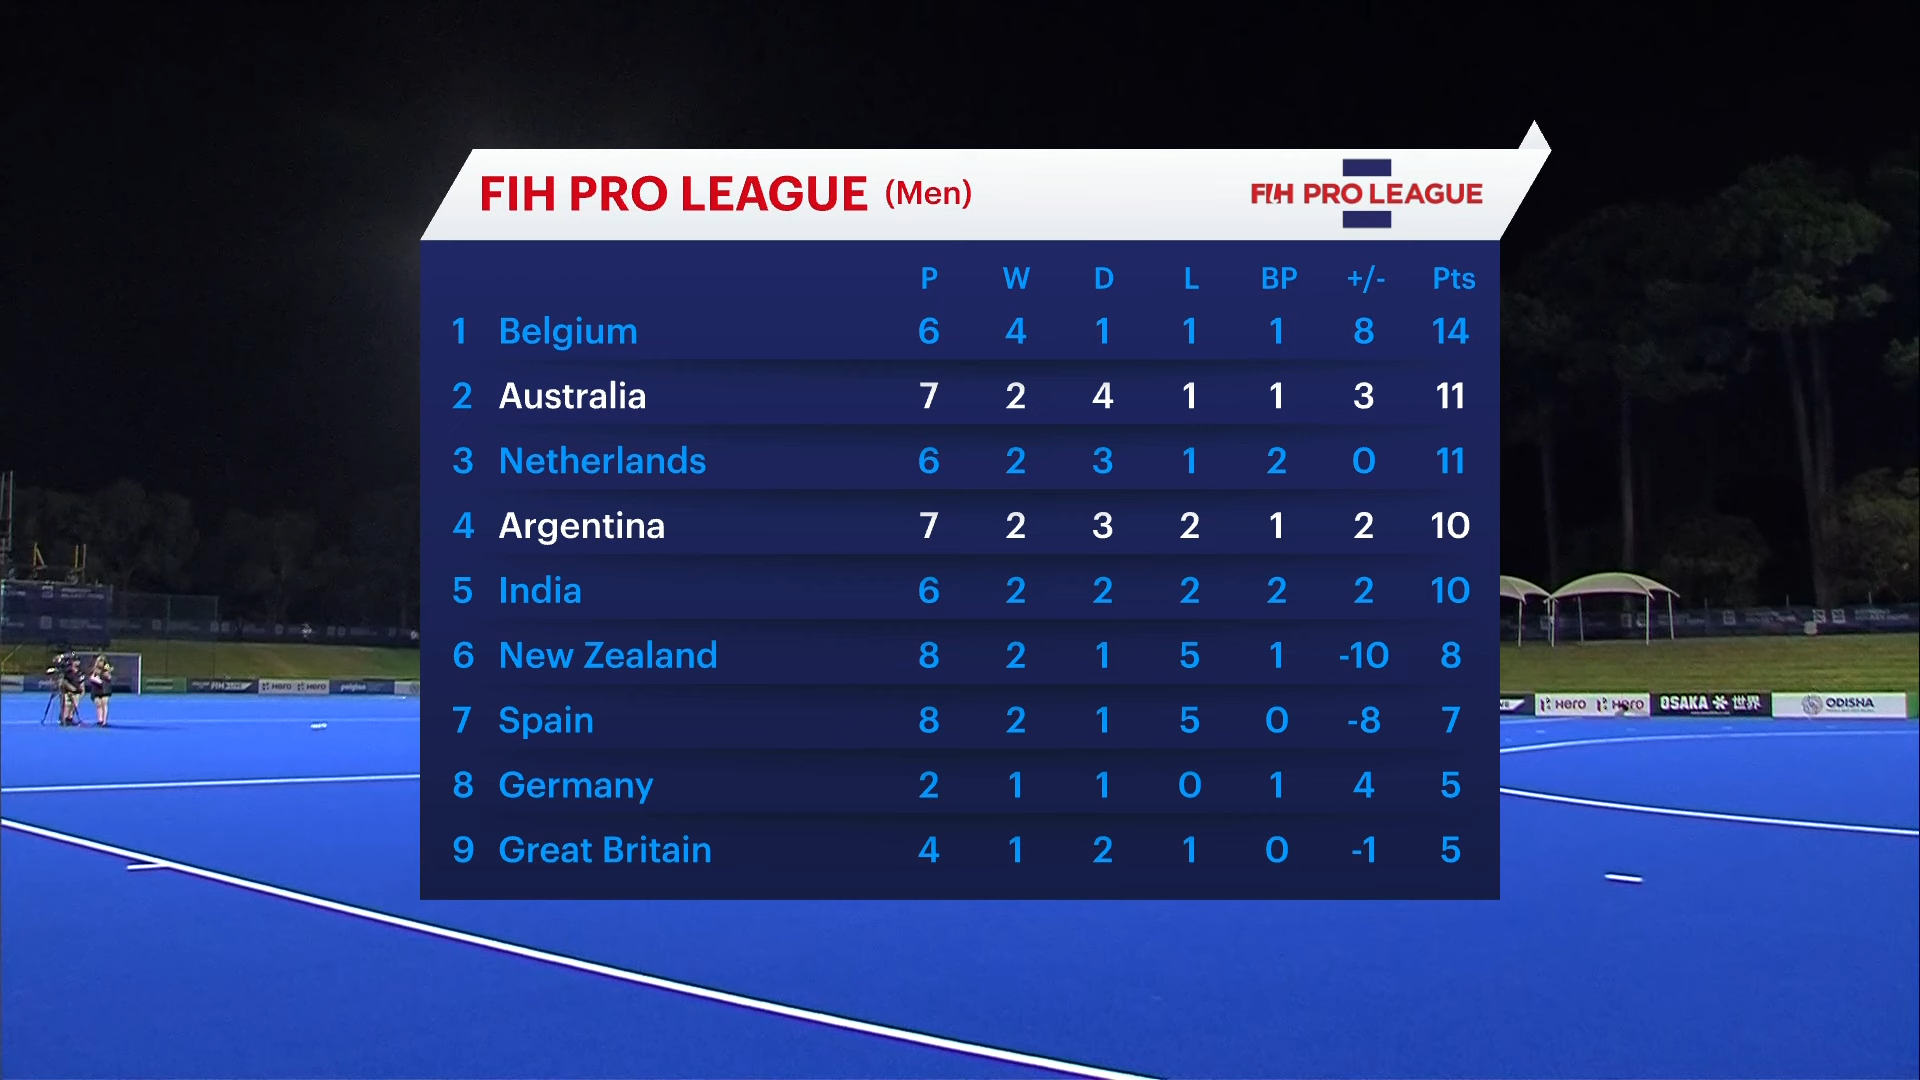 FIH PRO LEAGUE (Men)
FIH PRO LEAGUE
P W D L BP +/- Pts
1 Belgium 6 4 1 1 1 8 14
2 Australia 7 2 4 1 1 3 11
3 Netherlands 6 2 3 1 2 0 11
4 Argentina 7 2 3 2 1 2 10
5 India 6 2 2 2 2 2 10
6 New Zealand 8 2 1 5 1 -10 8
7 Spain 8 2 1 5 0 -8 7
8 Germany 2 1 1 0 1 4 5
9 Great Britain 4 1 2 1 0 -1 5
Hero Hero OSAKA 世界 ODISHA
Hero Hero